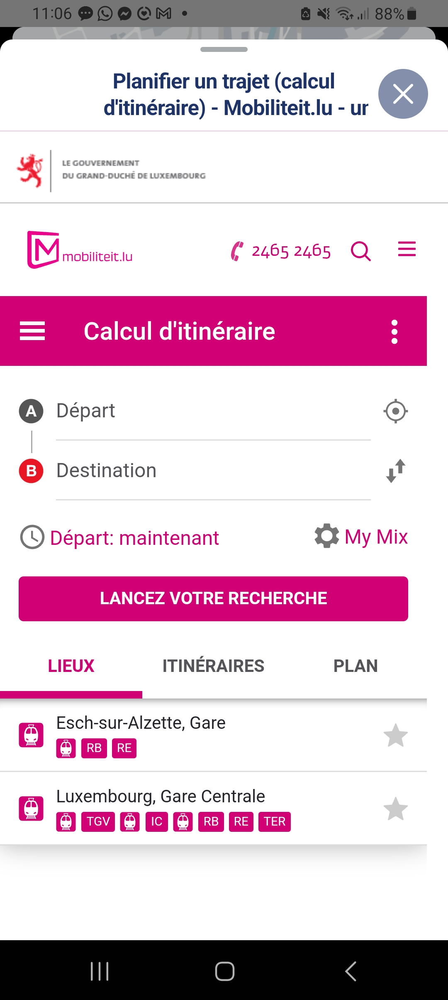 11:06
88%
Planifier un trajet (calcul
d'itinéraire) - Mobiliteit.lu - un
LE GOUVERNEMENT
DU GRAND-DUCHÉ DE LUXEMBOURG
mobiliteit.lu
2465 2465
Calcul d'itinéraire
A Départ
B Destination
Départ: maintenant
My Mix
LANCEZ VOTRE RECHERCHE
LIEUX ITINÉRAIRES PLAN
Esch-sur-Alzette, Gare
RB RE
Luxembourg, Gare Centrale
TGV IC RB RE TER